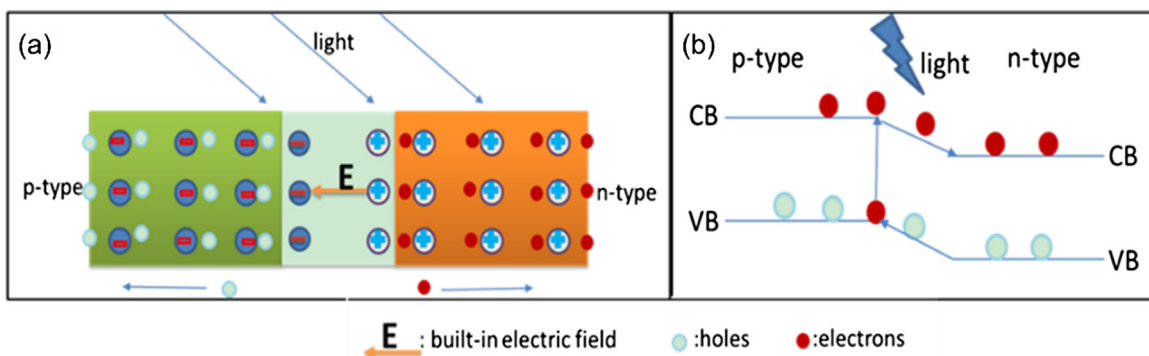 (a)
light
p-type
E
n-type
(b)
p-type
light
n-type
CB
CB
VB
VB
E : built-in electric field
:holes
:electrons